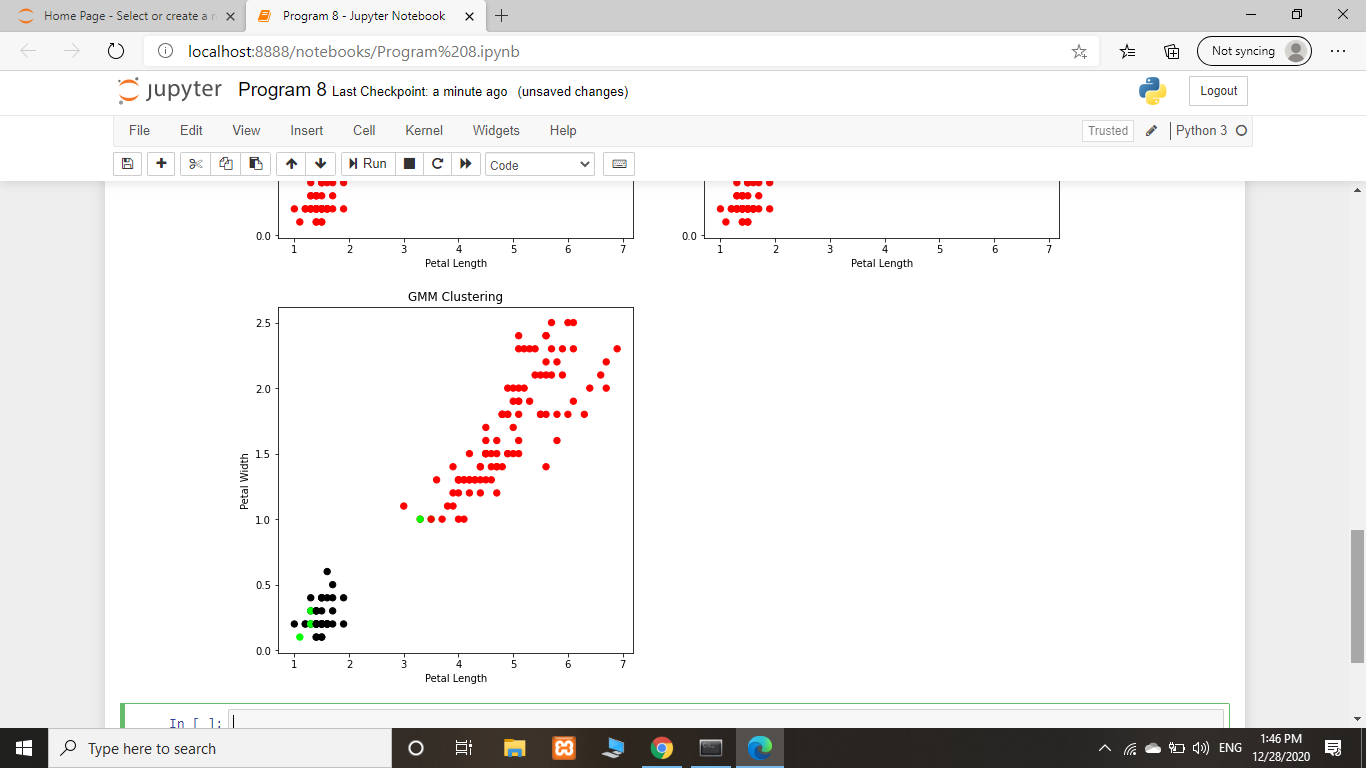 Home Page - Select or create a n
Program 8 - Jupyter Notebook
localhost:8888/notebooks/Program%208.ipynb
Not syncing
jupyter Program 8 Last Checkpoint: a minute ago (unsaved changes)
Logout
File Edit View Insert Cell Kernel Widgets Help
Trusted Python 3
Run Code
0.0 0.0
1 2 3 4 5 6 7 1 2 3 4 5 6 7
Petal Length Petal Length
GMM Clustering
2.5
2.0
1.5
Petal Width
1.0
0.5
0.0
1 2 3 4 5 6 7
Petal Length
In [ ]:
Type here to search
ENG
1:46 PM
12/28/2020